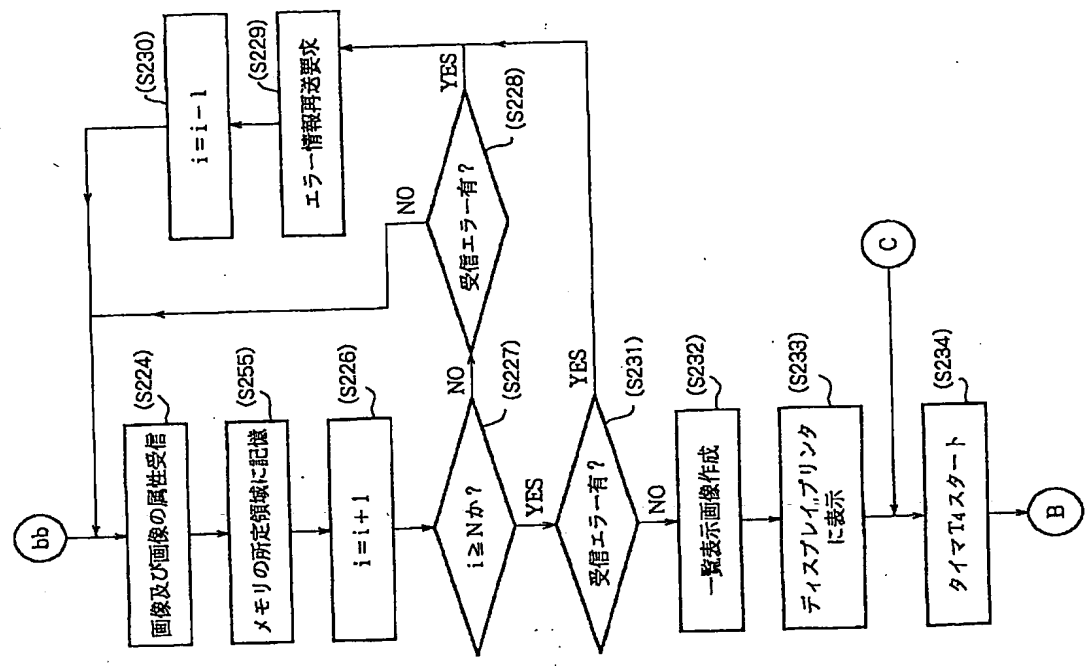 bb
画像及び画像の属性受信
(S224)
メモリの所定領域に記憶
(S255)
i=i+1
(S226)
i≧Nか?
(S227)
NO
YES
受信エラー有?
(S228)
NO
YES
エラー情報再送要求
(S229)
i=i-1
(S230)
受信エラー有?
(S231)
YES
NO
一覧表示画像作成
(S232)
ディスプレイ,プリンタ
に表示
(S233)
C
タイマT4スタート
(S234)
B